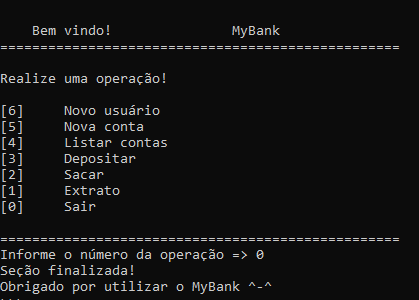 Bem vindo! MyBank
==================================================
Realize uma operação!
[6] Novo usuário
[5] Nova conta
[4] Listar contas
[3] Depositar
[2] Sacar
[1] Extrato
[0] Sair
==================================================
Informe o número da operação => 0
Seção finalizada!
Obrigado por utilizar o MyBank ^-^